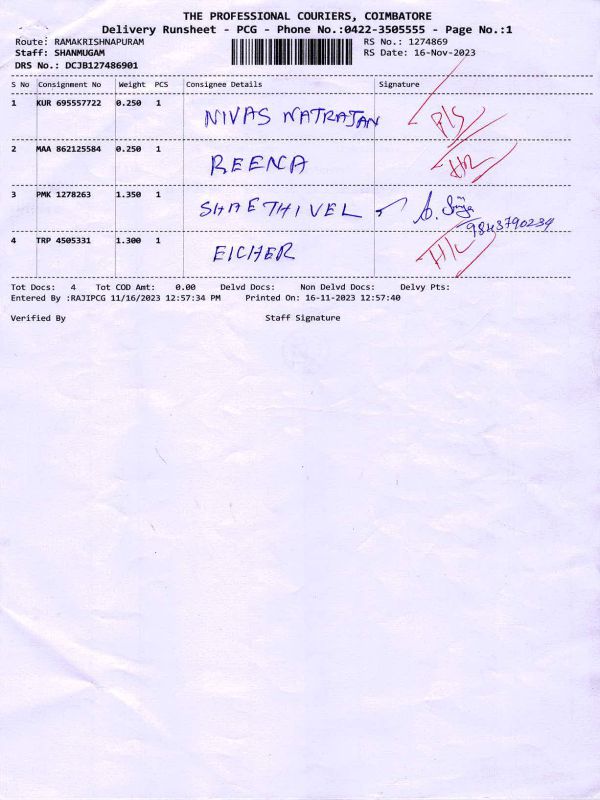 THE PROFESSIONAL COURIERS, COIMBATORE
Delivery Runsheet - PCG - Phone No.:0422-3505555 - Page No.:1
Route: RAMAKRISHNAPURAM RS No.: 1274869
Staff: SHANMUGAM RS Date: 16-Nov-2023
DRS No.: DCJB127486901
S No Consignment No Weight PCS Consignee Details Signature
1 KUR 695557722 0.250 1 NIVAS NATRAJAN
2 MAA 862125584 0.250 1 REENA
3 PMK 1278263 1.350 1 SHAETHIVEL
9843790234
4 TRP 4505331 1.300 1 EICHER
Tot Docs: 4 Tot COD Amt: 0.00 Delvd Docs: Non Delvd Docs: Delvy Pts:
Entered By :RAJIPCG 11/16/2023 12:57:34 PM Printed On: 16-11-2023 12:57:40
Verified By Staff Signature